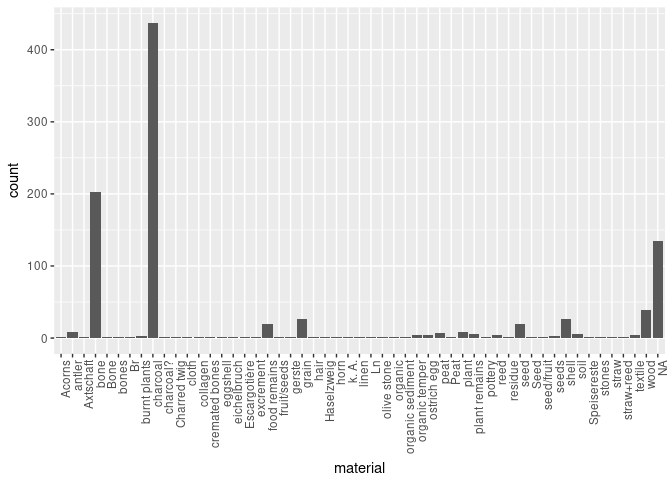 count
400
300
200
100
0
Acorns
antler
Axtschaft
bone
Bone
bones
Br
burnt plants
charcoal
charcoal?
Charred twig
cloth
collagen
cremated bones
eggshell
eichelbruch
Escargotière
excrement
food remains
fruit/seeds
gerste
grain
hair
Haselzweig
horn
k. A.
linen
Ln
olive stone
organic
organic sediment
organic temper
ostrich egg
peat
Peat
plant
plant remains
pottery
reed
residue
seed
Seed
seed/fruit
seeds
shell
soil
Speisereste
stones
straw
straw-reed
textile
wood
NA
material